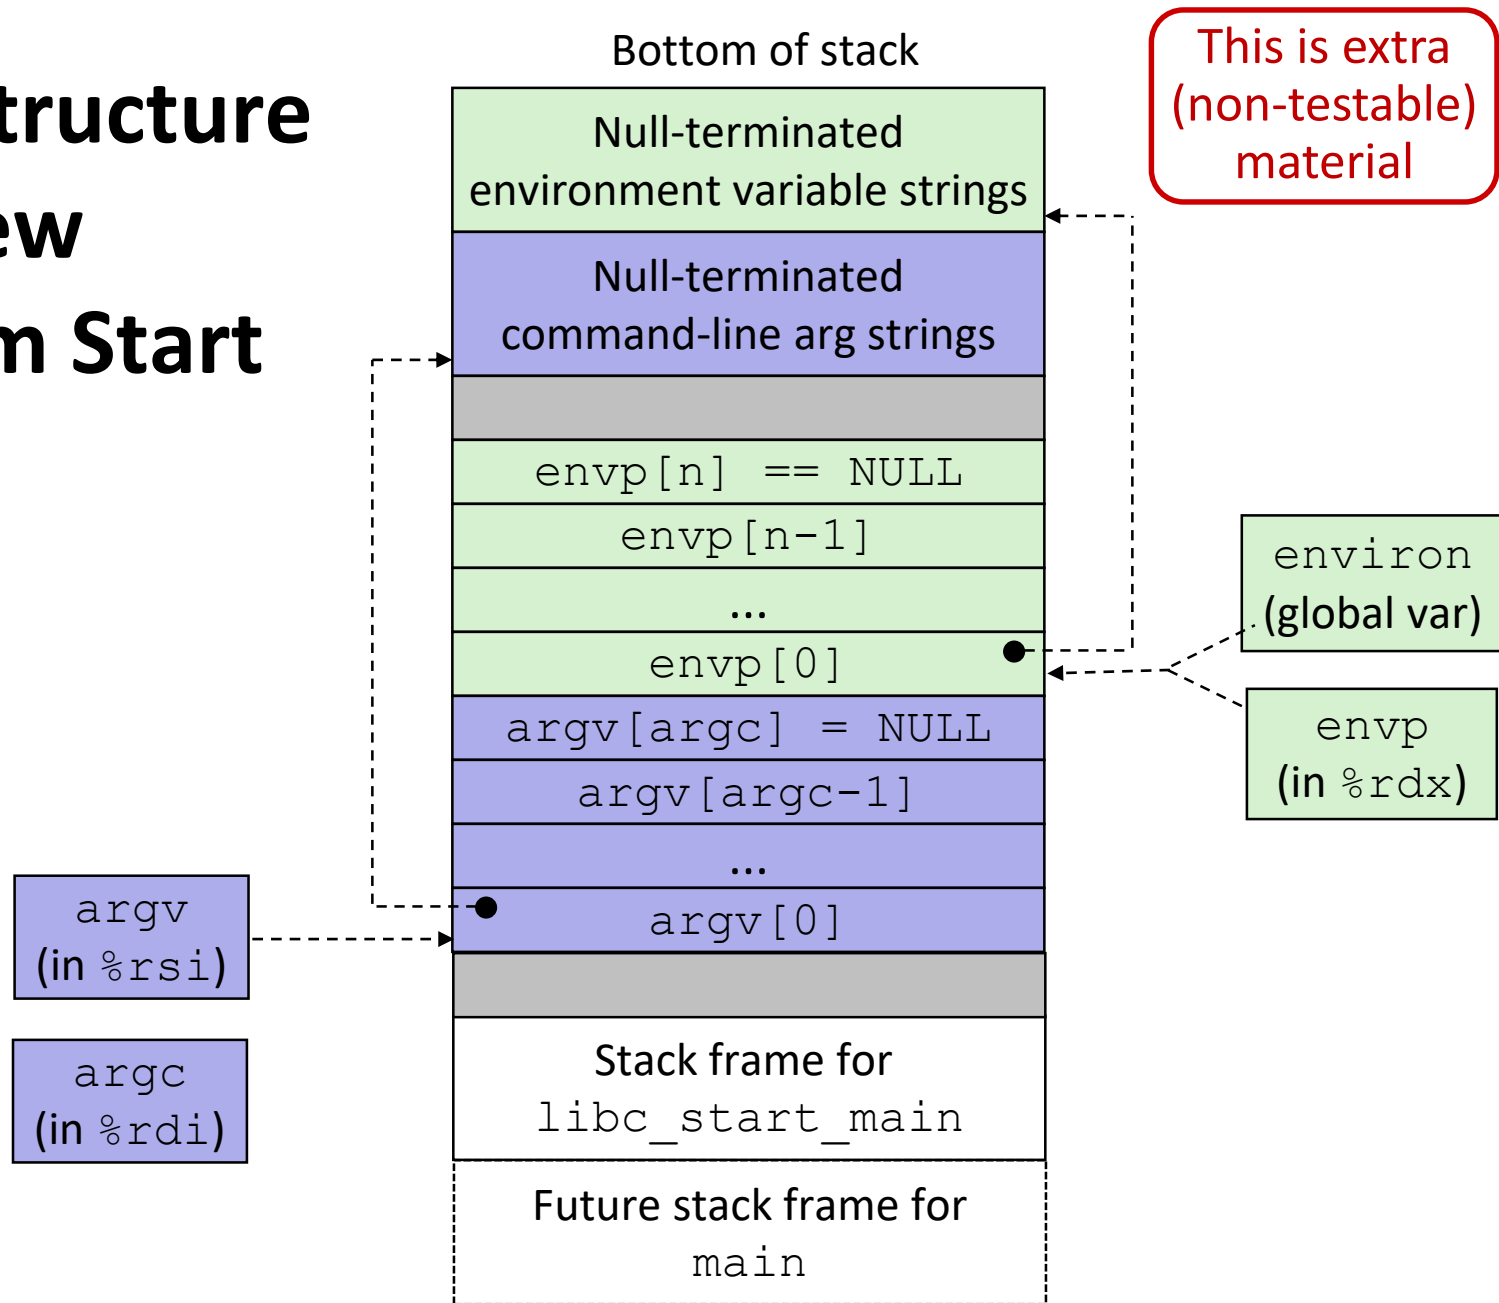 tructure
ew
m Start
Bottom of stack
This is extra
(non-testable)
material
Null-terminated
environment variable strings
Null-terminated
command-line arg strings
envp[n] == NULL
envp[n-1]
...
envp[0]
environ
(global var)
envp
(in %rdx)
argv[argc] = NULL
argv[argc-1]
...
argv[0]
argv
(in %rsi)
argc
(in %rdi)
Stack frame for
libc_start_main
Future stack frame for
main